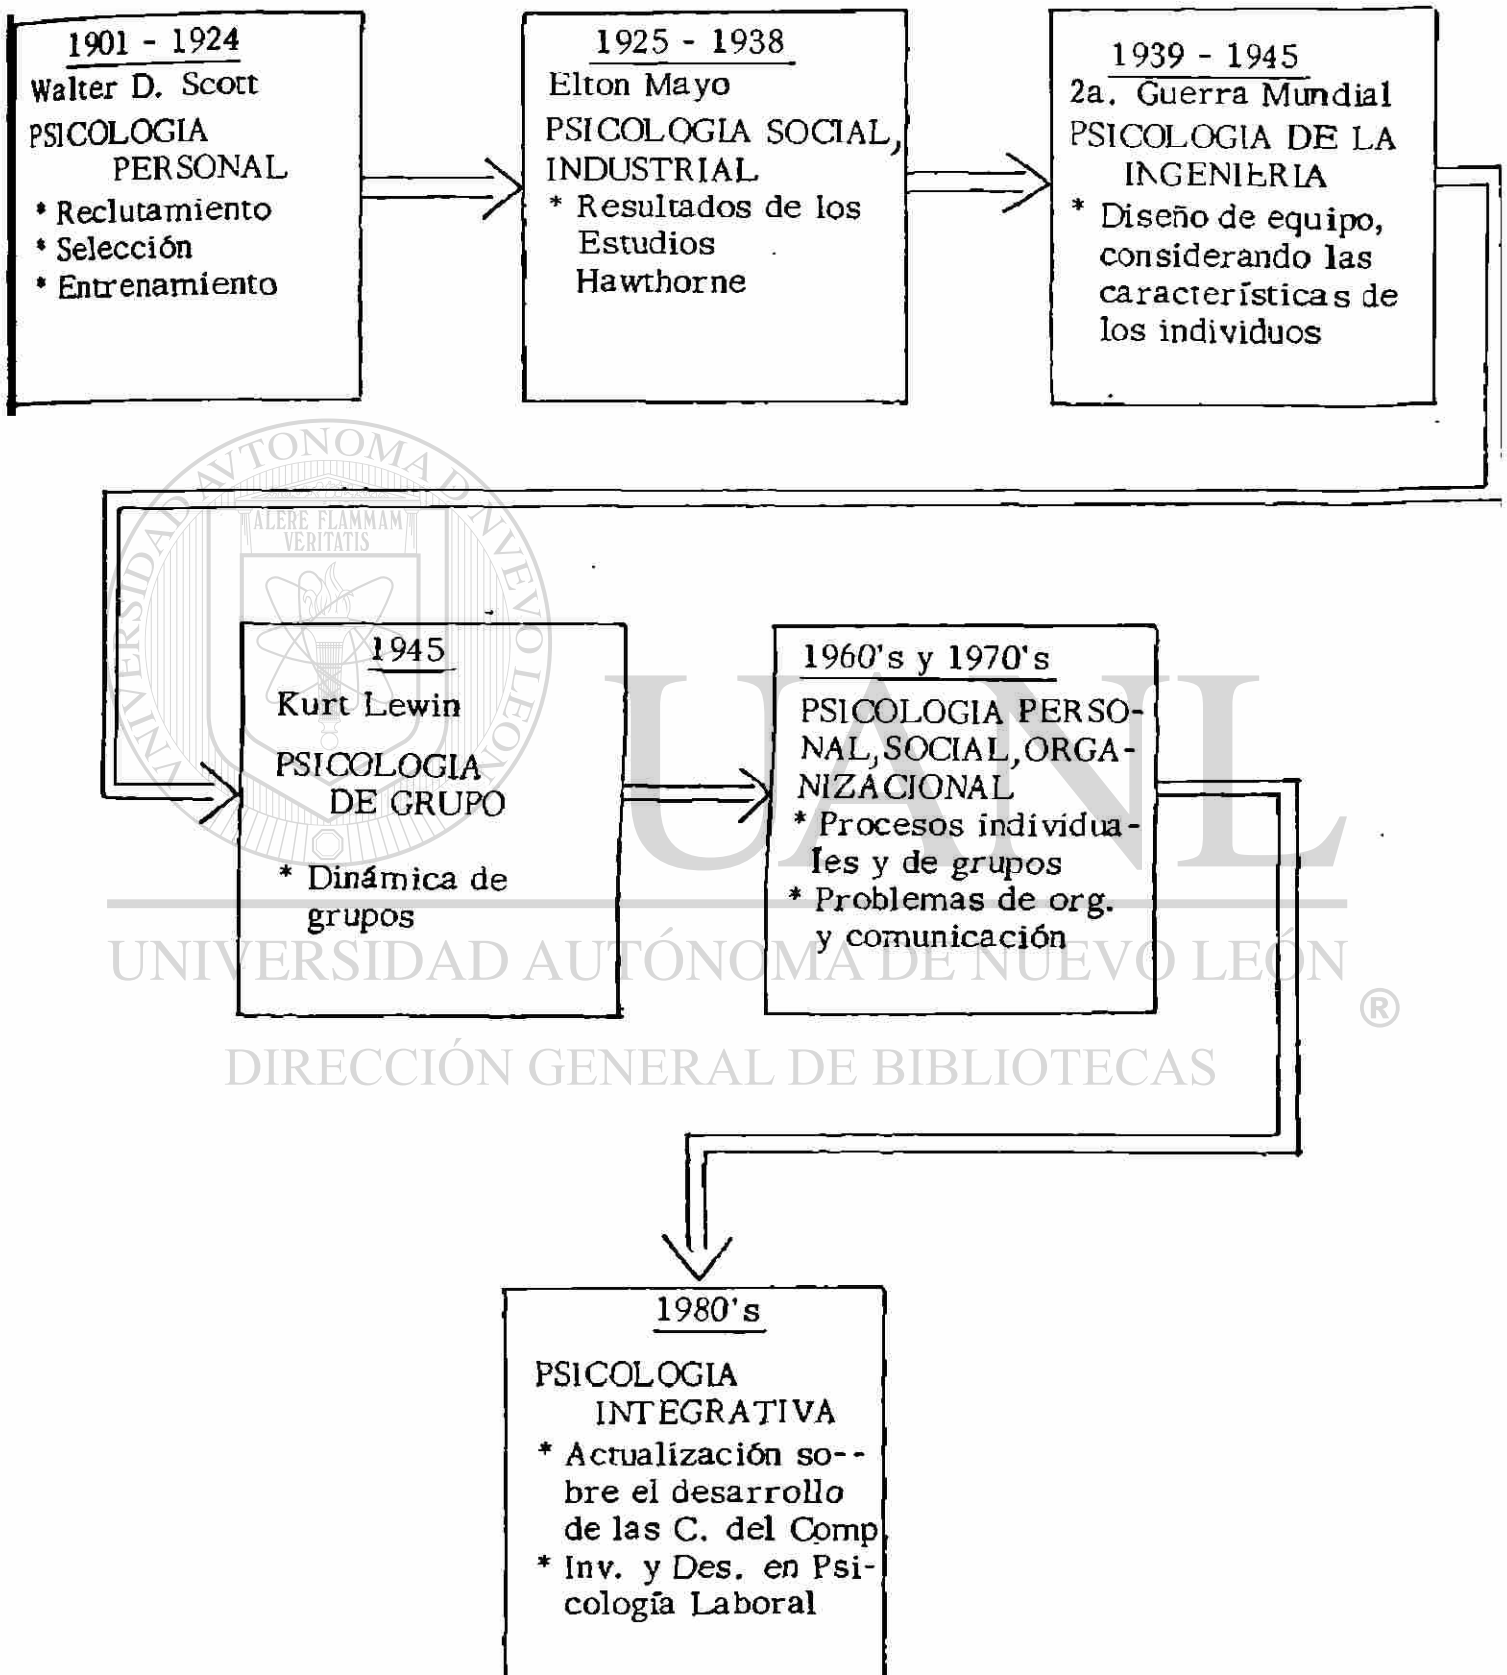 1901 - 1924
Walter D. Scott
PSICOLOGIA
PERSONAL
* Reclutamiento
* Selección
* Entrenamiento
1925 - 1938
Elton Mayo
PSICOLOGIA SOCIAL,
INDUSTRIAL
* Resultados de los
Estudios
Hawthorne
1939 - 1945
2a. Guerra Mundial
PSICOLOGIA DE LA
INGENIERIA
* Diseño de equipo,
considerando las
características de
los individuos
UNIVERSIDAD AVTONOMA D NVEVO LEON
ALERE FLAMMAM
VERITATIS
1945
Kurt Lewin
PSICOLOGIA
DE GRUPO
* Dinámica de
grupos
1960's y 1970's
PSICOLOGIA PERSO-
NAL, SOCIAL, ORGA-
NIZACIONAL
* Procesos individua-
les y de grupos
* Problemas de org.
y comunicación
UANL
UNIVERSIDAD AUTÓNOMA DE NUEVO LEÓN
®
DIRECCIÓN GENERAL DE BIBLIOTECAS
1980's
PSICOLOGIA
INTEGRATIVA
* Actualización so--
bre el desarrollo
de las C. del Comp
* Inv. y Des. en Psi-
cología Laboral